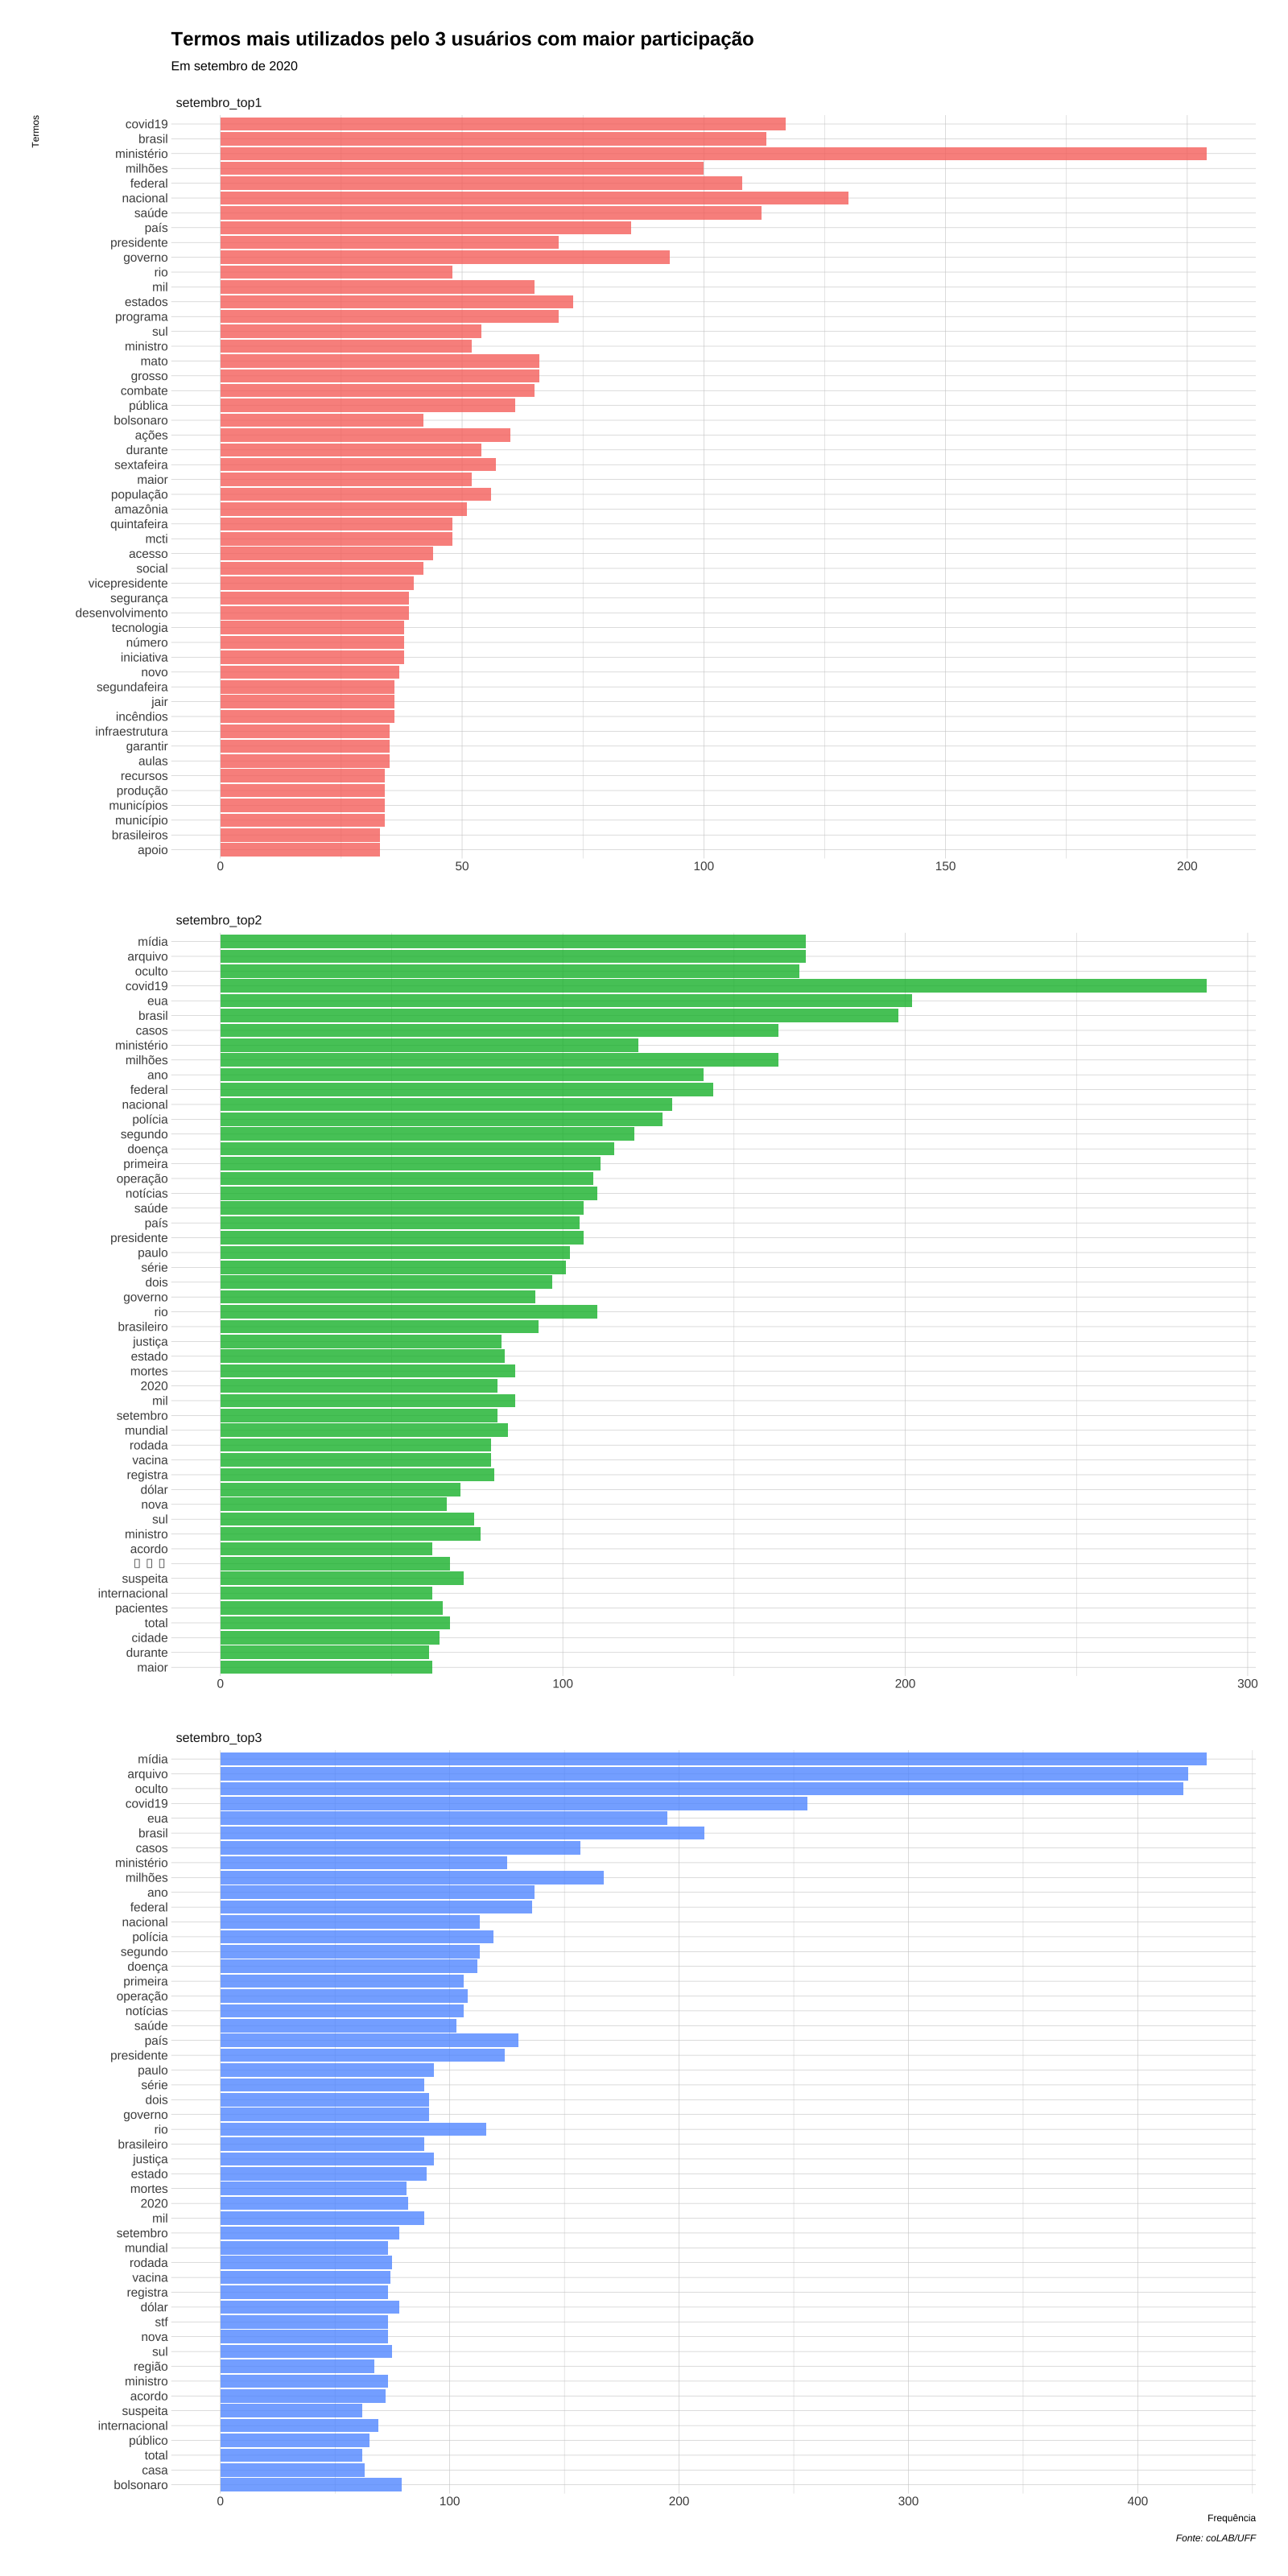 Termos mais utilizados pelo 3 usuários com maior participação
Em setembro de 2020
Termos
setembro_top1
covid19
brasil
ministério
milhões
federal
nacional
saúde
país
presidente
governo
rio
mil
estados
programa
sul
ministro
mato
grosso
combate
pública
bolsonaro
ações
durante
sextafeira
maior
população
amazônia
quintafeira
mcti
acesso
social
vicepresidente
segurança
desenvolvimento
tecnologia
número
iniciativa
novo
segundafeira
jair
incêndios
infraestrutura
garantir
aulas
recursos
produção
municípios
município
brasileiros
apoio
0 50 100 150 200
setembro_top2
mídia
arquivo
oculto
covid19
eua
brasil
casos
ministério
milhões
ano
federal
nacional
polícia
segundo
doença
primeira
operação
notícias
saúde
país
presidente
paulo
série
dois
governo
rio
brasileiro
justiça
estado
mortes
2020
mil
setembro
mundial
rodada
vacina
registra
dólar
nova
sul
ministro
acordo
suspeita
internacional
pacientes
total
cidade
durante
maior
0 100 200 300
setembro_top3
mídia
arquivo
oculto
covid19
eua
brasil
casos
ministério
milhões
ano
federal
nacional
polícia
segundo
doença
primeira
operação
notícias
saúde
país
presidente
paulo
série
dois
governo
rio
brasileiro
justiça
estado
mortes
2020
mil
setembro
mundial
rodada
vacina
registra
dólar
stf
nova
sul
região
ministro
acordo
suspeita
internacional
público
total
casa
bolsonaro
0 100 200 300 400
Frequência
Fonte: coLAB/UFF